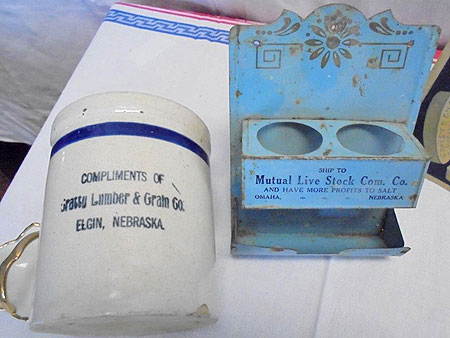 COMPLIMENTS OF
Gratty Lumber & Grain Co.
ELGIN, NEBRASKA.
SHIP TO
Mutual Live Stock Com. Co.
AND HAVE MORE PROFITS TO SALT
OMAHA, - - - - NEBRASKA